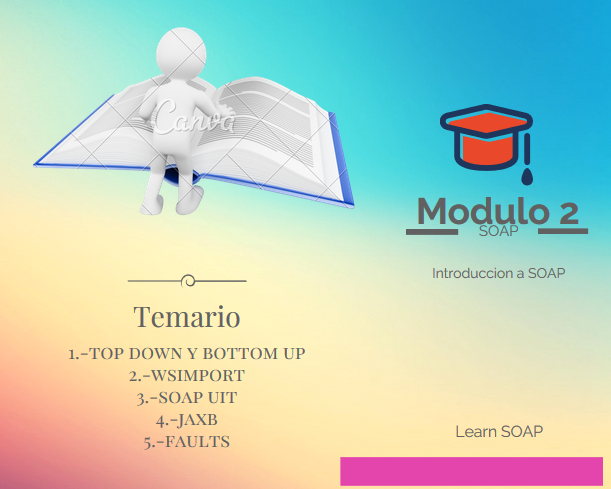 Canva
Temario
1.-TOP DOWN Y BOTTOM UP
2.-WSIMPORT
3.-SOAP UIT
4.-JAXB
5.-FAULTS
Modulo 2
SOAP
Introduccion a SOAP
Learn SOAP